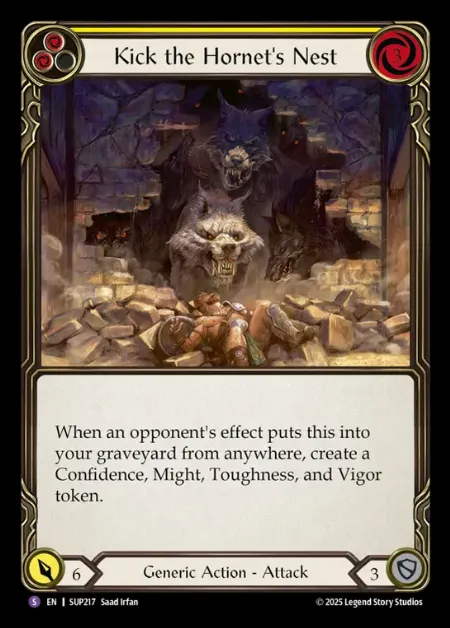 Kick the Hornet's Nest
3
When an opponent's effect puts this into
your graveyard from anywhere, create a
Confidence, Might, Toughness, and Vigor
token.
6
Generic Action - Attack
3
S EN | SUP217 Saad Irfan
© 2025 Legend Story Studios